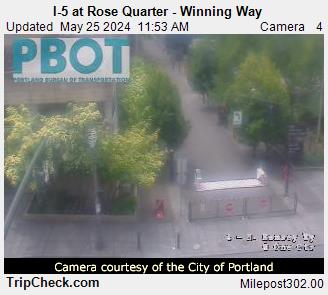 I-5 at Rose Quarter - Winning Way
Updated May 25 2024 11:53 AM Camera 4
PBOT
PORTLAND BUREAU OF TRANSPORTATION
Camera courtesy of the City of Portland
TripCheck.com Milepost302.00